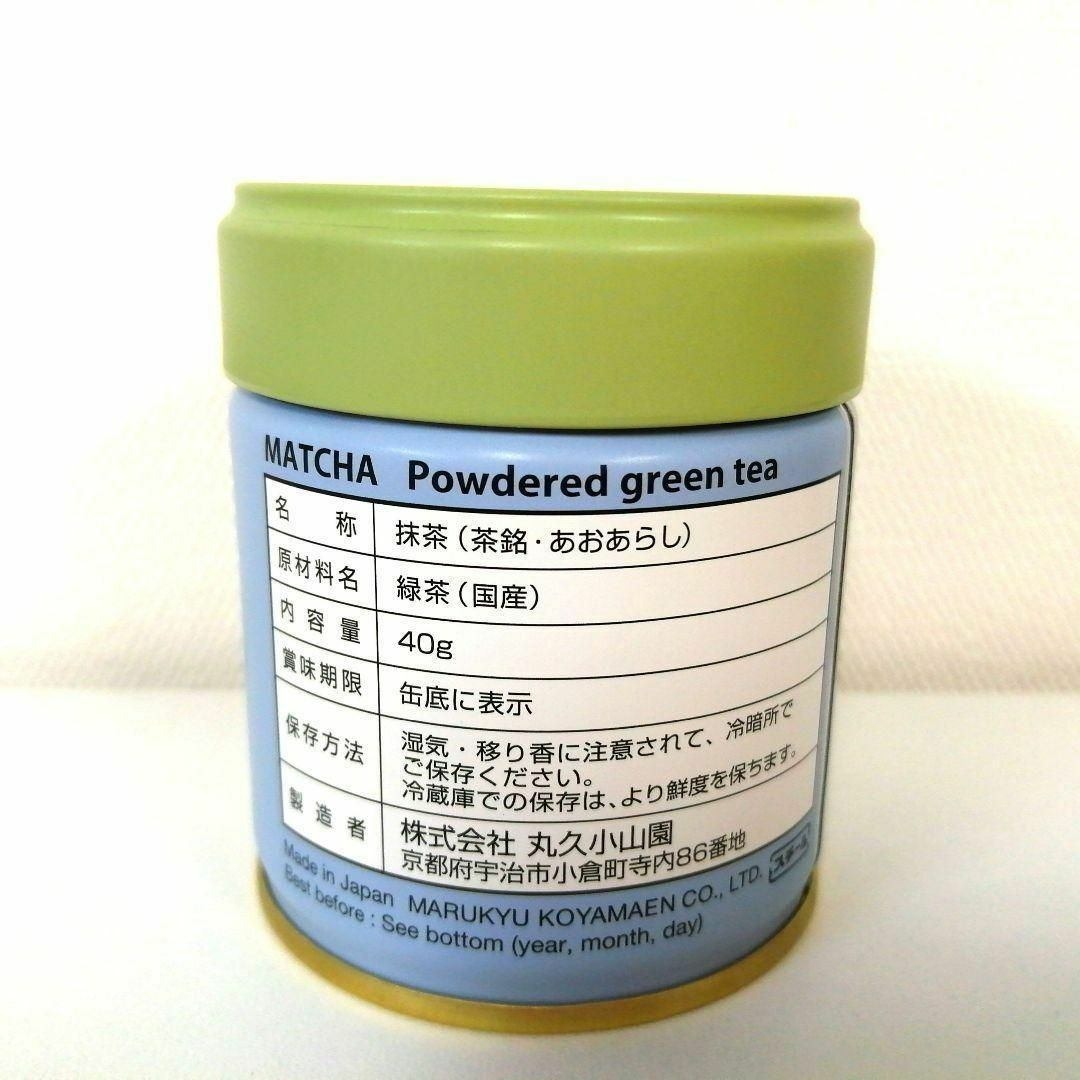 MATCHA Powdered green tea
名称 抹茶(茶銘・あおあらし)
原材料名 緑茶(国産)
内容量 40g
賞味期限 缶底に表示
保存方法 湿気・移り香に注意されて、冷暗所で
ご保存ください。
冷蔵庫での保存は、より鮮度を保ちます。
製造者 株式会社 丸久小山園
京都府宇治市小倉町寺内86番地
Made in Japan MARUKYU KOYAMAEN CO., LTD.
スチール
Best before : See bottom (year, month, day)